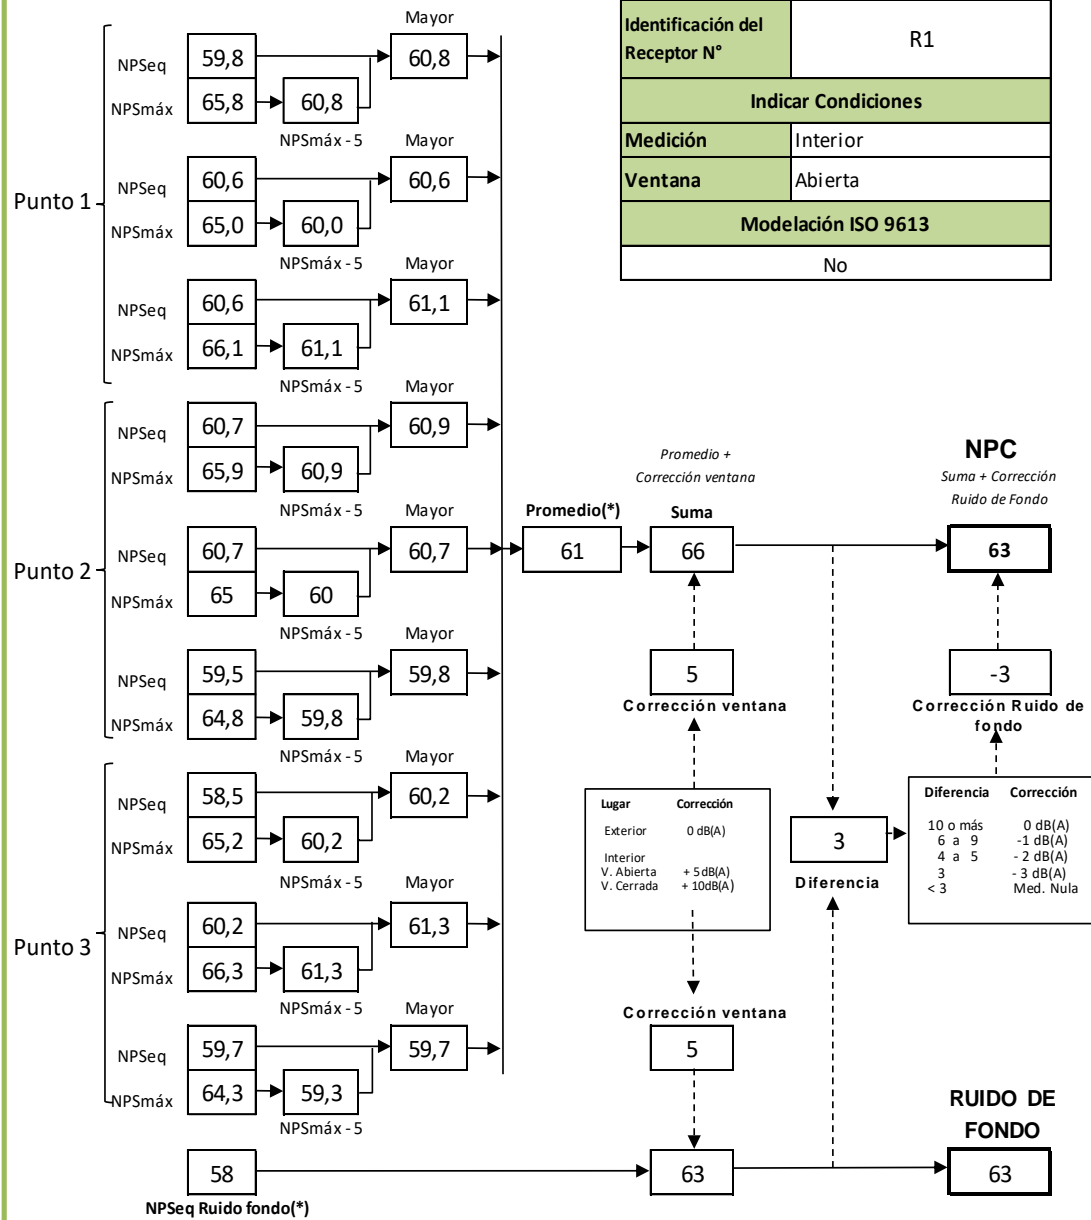 Identificación del
Receptor N°
R1
Indicar Condiciones
Medición Interior
Ventana Abierta
Modelación ISO 9613
No
Punto 1
Mayor
NPSeq 59,8 60,8
NPSmáx 65,8 60,8
NPSmáx - 5
Mayor
NPSeq 60,6 60,6
NPSmáx 65,0 60,0
NPSmáx - 5
Mayor
NPSeq 60,6 61,1
NPSmáx 66,1 61,1
NPSmáx - 5
Punto 2
Mayor
NPSeq 60,7 60,9
NPSmáx 65,9 60,9
NPSmáx - 5
Mayor
NPSeq 60,7 60,7
NPSmáx 65 60
NPSmáx - 5
Mayor
NPSeq 59,5 59,8
NPSmáx 64,8 59,8
NPSmáx - 5
Punto 3
Mayor
NPSeq 58,5 60,2
NPSmáx 65,2 60,2
NPSmáx - 5
Mayor
NPSeq 60,2 61,3
NPSmáx 66,3 61,3
NPSmáx - 5
Mayor
NPSeq 59,7 59,7
NPSmáx 64,3 59,3
NPSmáx - 5
58
NPSeq Ruido fondo(*)
Promedio(*)
61
Promedio +
Corrección ventana
Suma
66
5
Corrección ventana
Lugar Corrección
Exterior 0 dB(A)
Interior
V. Abierta + 5 dB(A)
V. Cerrada + 10dB(A)
Corrección ventana
5
63
3
Diferencia
NPC
Suma + Corrección
Ruido de Fondo
63
-3
Corrección Ruido de
fondo
Diferencia Corrección
10 o más 0 dB(A)
6 a 9 -1 dB(A)
4 a 5 - 2 dB(A)
3 - 3 dB(A)
< 3 Med. Nula
RUIDO DE
FONDO
63